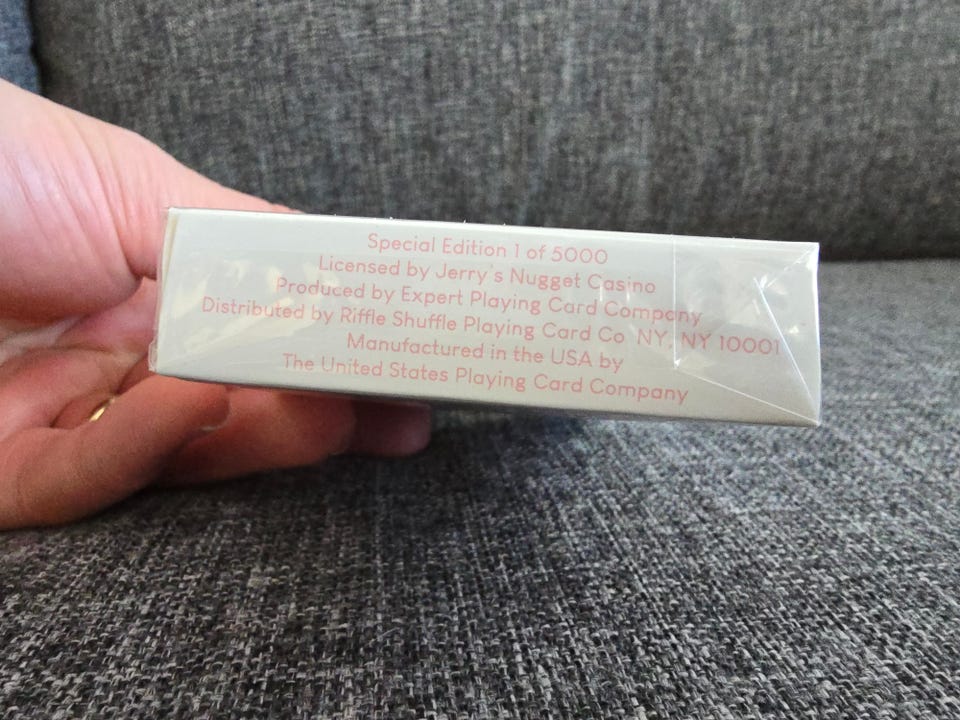 Special Edition 1 of 5000
Licensed by Jerry's Nugget Casino
Produced by Expert Playing Card Company
Distributed by Riffle Shuffle Playing Card Co NY, NY 10001
Manufactured in the USA by
The United States Playing Card Company